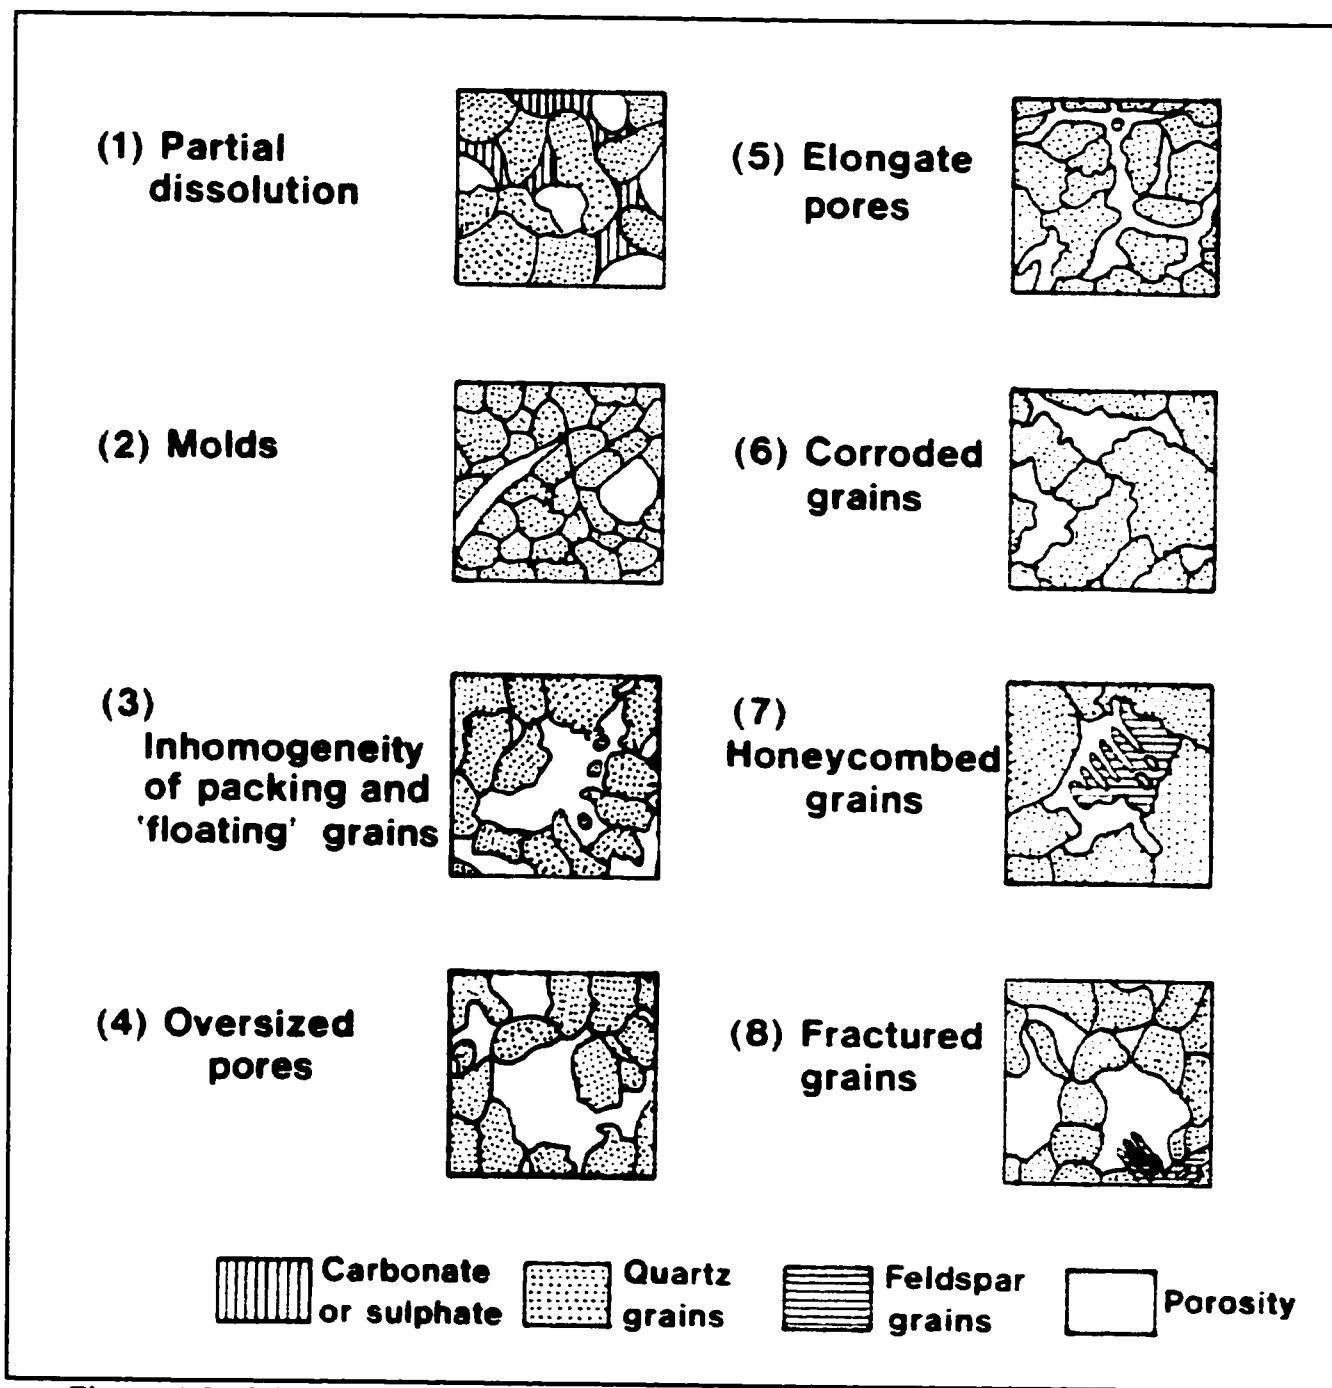 (1) Partial
dissolution
(2) Molds
(3)
Inhomogeneity
of packing and
'floating' grains
(4) Oversized
pores
(5) Elongate
pores
(6) Corroded
grains
(7)
Honeycombed
grains
(8) Fractured
grains
Carbonate
or sulphate
Quartz
grains
Feldspar
grains
Porosity